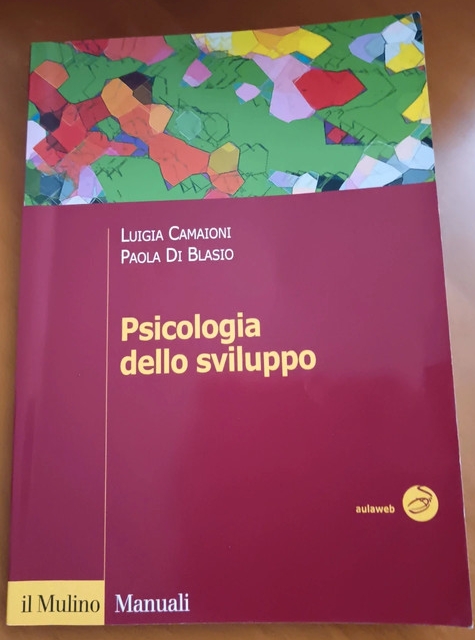 LUIGIA CAMAIONI
PAOLA DI BLASIO
Psicologia
dello sviluppo
aulaweb
il Mulino Manuali